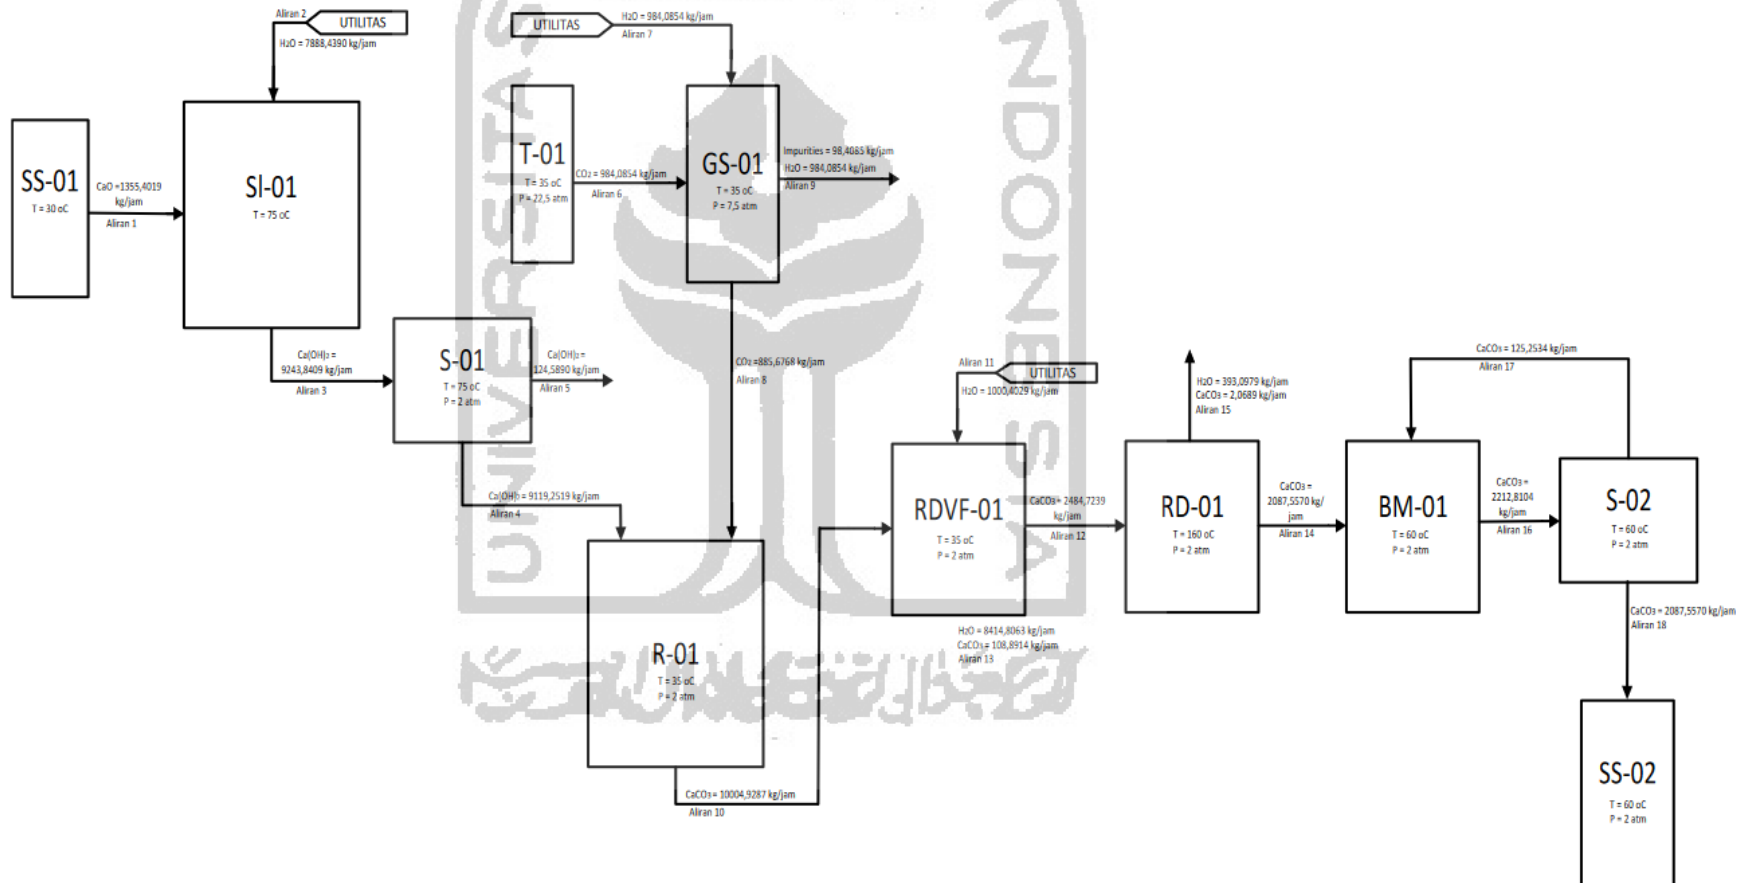 Aliran 2
UTILITAS
H2O = 7888,4390 kg/jam
UTILITAS
H2O = 984,0854 kg/jam
Aliran 7
SS-01
T = 30 oC
CaO =1355,4019
kg/jam
Aliran 1
SI-01
T = 75 oC
T-01
T = 35 oC
P = 22,5 atm
CO2 = 984,0854 kg/jam
Aliran 6
GS-01
T = 35 oC
P = 7,5 atm
Impurities = 98,4085 kg/jam
H2O = 984,0854 kg/jam
Aliran 9
Ca(OH)2 =
9243,8409 kg/jam
Aliran 3
S-01
T = 75 oC
P = 2 atm
Ca(OH)2 =
124,5890 kg/jam
Aliran 5
CO2 =885,6768 kg/jam
Aliran 8
Ca(OH)2 = 9119,2519 kg/jam
Aliran 4
R-01
T = 35 oC
P = 2 atm
CaCO3 = 10004,9287 kg/jam
Aliran 10
Aliran 11
UTILITAS
H2O = 1000,4029 kg/jam
RDVF-01
T = 35 oC
P = 2 atm
H2O = 8414,8063 kg/jam
CaCO3 = 108,8914 kg/jam
Aliran 13
CaCO3 = 2484,7239
kg/jam
Aliran 12
H2O = 393,0979 kg/jam
CaCO3 = 2,0689 kg/jam
Aliran 15
RD-01
T = 160 oC
P = 2 atm
CaCO3 =
2087,5570 kg/
jam
Aliran 14
BM-01
T = 60 oC
P = 2 atm
CaCO3 = 125,2534 kg/jam
Aliran 17
CaCO3 =
2212,8104
kg/jam
Aliran 16
S-02
T = 60 oC
P = 2 atm
CaCO3 = 2087,5570 kg/jam
Aliran 18
SS-02
T = 60 oC
P = 2 atm
UNIVERSITAS
INDONESIA